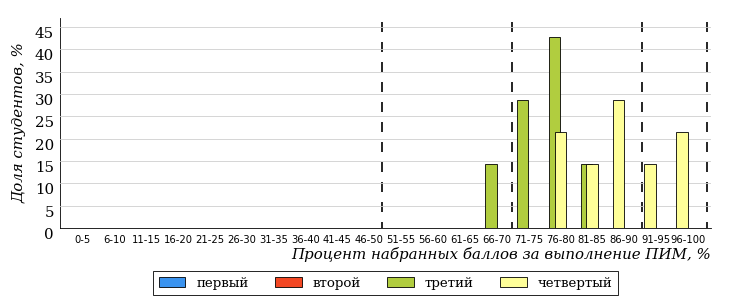 Доля студентов, %
45
40
35
30
25
20
15
10
5
0
0-5 6-10 11-15 16-20 21-25 26-30 31-35 36-40 41-45 46-50 51-55 56-60 61-65 66-70 71-75 76-80 81-85 86-90 91-95 96-100
Процент набранных баллов за выполнение ПИМ, %
первый второй третий четвертый